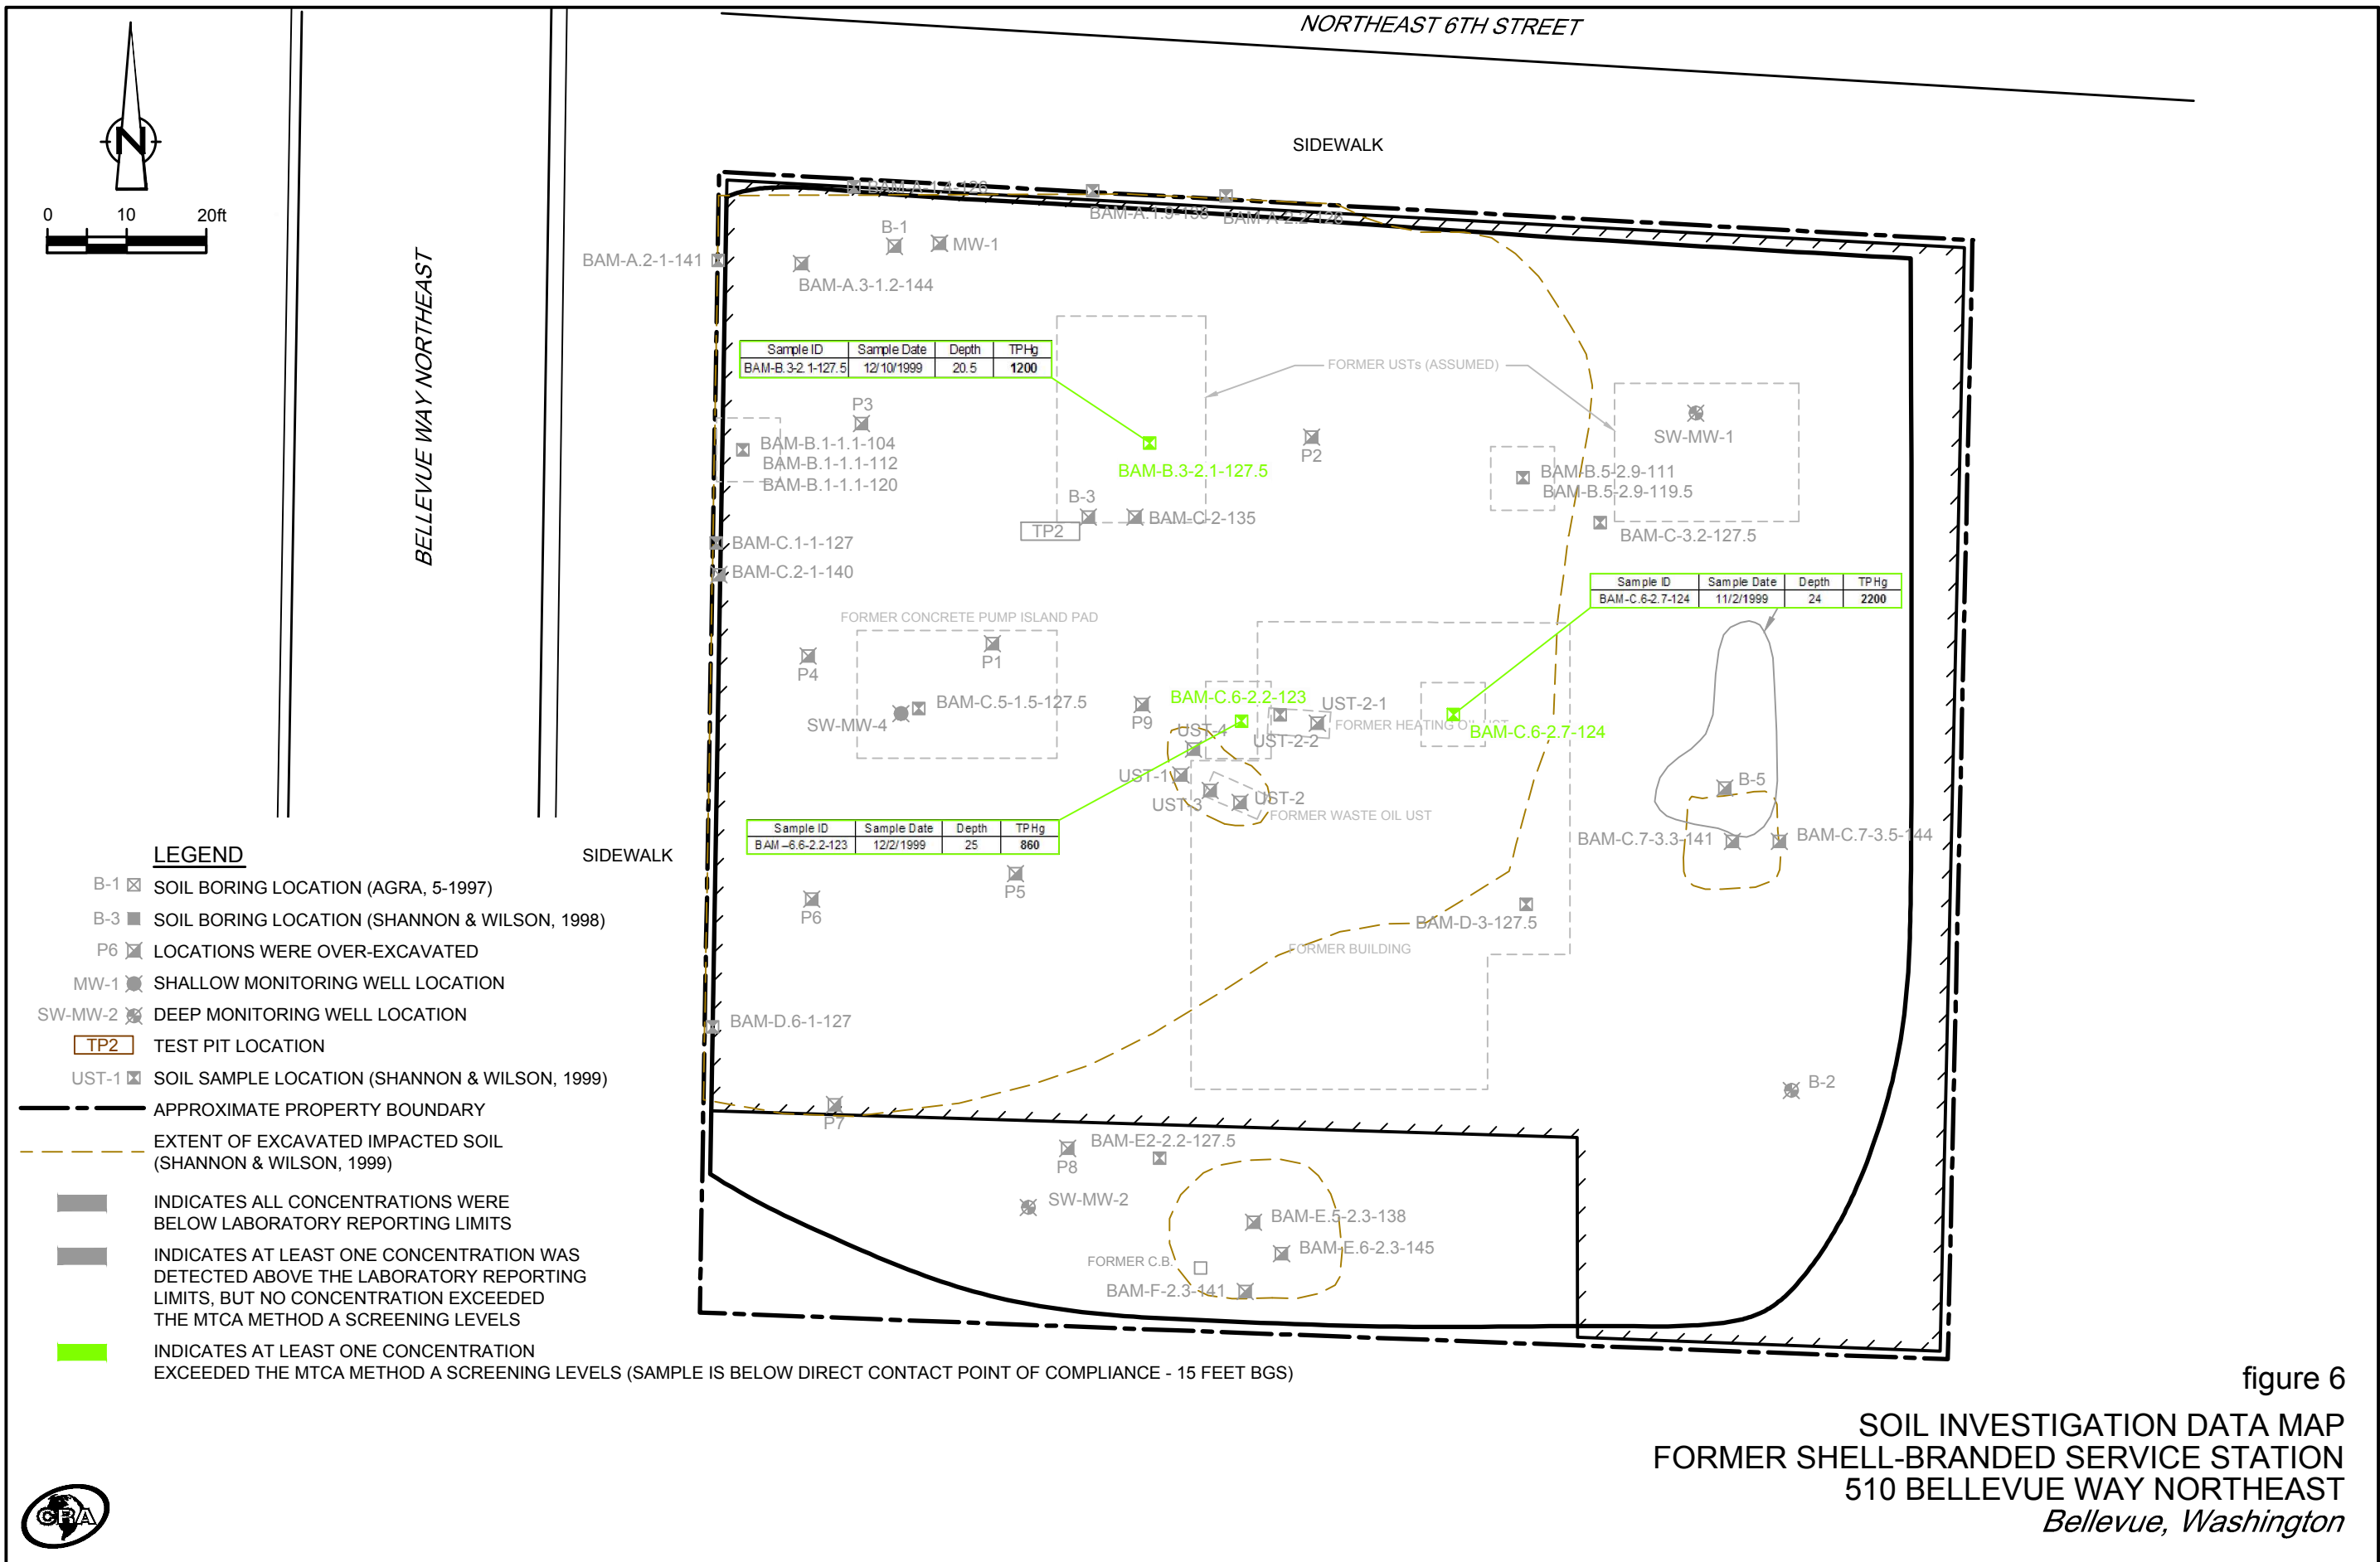 NORTHEAST 6TH STREET
SIDEWALK
N
0 10 20ft
BELLEVUE WAY NORTHEAST
BAM-A-1.4-126
BAM-A.1.9-138
BAM-A-2.2-128
B-1
MW-1
BAM-A.2-1-141
BAM-A.3-1.2-144
Sample ID Sample Date Depth TPHg
BAM-B.3-2.1-127.5 12/10/1999 20.5 1200
FORMER USTs (ASSUMED)
P3
P2
SW-MW-1
BAM-B.1-1.1-104
BAM-B.1-1.1-112
BAM-B.1-1.1-120
BAM-B.3-2.1-127.5
BAM-B.5-2.9-111
BAM-B.5-2.9-119.5
B-3
TP2
BAM-C-2-135
BAM-C-3.2-127.5
BAM-C.1-1-127
BAM-C.2-1-140
Sample ID Sample Date Depth TPHg
BAM-C.6-2.7-124 11/2/1999 24 2200
FORMER CONCRETE PUMP ISLAND PAD
P4
P1
BAM-C.5-1.5-127.5
SW-MW-4
P9
BAM-C.6-2.2-123
UST-2-1
FORMER HEATING OIL UST
UST-2-2
BAM-C.6-2.7-124
UST-4
UST-1
UST-3
UST-2
FORMER WASTE OIL UST
B-5
BAM-C.7-3.3-141
BAM-C.7-3.5-144
Sample ID Sample Date Depth TPHg
BAM-6.6-2.2-123 12/2/1999 25 860
SIDEWALK
P5
P6
BAM-D-3-127.5
FORMER BUILDING
BAM-D.6-1-127
B-2
P7
P8
BAM-E2-2.2-127.5
SW-MW-2
BAM-E.5-2.3-138
BAM-E.6-2.3-145
FORMER C.B.
BAM-F-2.3-141
LEGEND
B-1 SOIL BORING LOCATION (AGRA, 5-1997)
B-3 SOIL BORING LOCATION (SHANNON & WILSON, 1998)
P6 LOCATIONS WERE OVER-EXCAVATED
MW-1 SHALLOW MONITORING WELL LOCATION
SW-MW-2 DEEP MONITORING WELL LOCATION
TP2 TEST PIT LOCATION
UST-1 SOIL SAMPLE LOCATION (SHANNON & WILSON, 1999)
APPROXIMATE PROPERTY BOUNDARY
EXTENT OF EXCAVATED IMPACTED SOIL
(SHANNON & WILSON, 1999)
INDICATES ALL CONCENTRATIONS WERE
BELOW LABORATORY REPORTING LIMITS
INDICATES AT LEAST ONE CONCENTRATION WAS
DETECTED ABOVE THE LABORATORY REPORTING
LIMITS, BUT NO CONCENTRATION EXCEEDED
THE MTCA METHOD A SCREENING LEVELS
INDICATES AT LEAST ONE CONCENTRATION
EXCEEDED THE MTCA METHOD A SCREENING LEVELS (SAMPLE IS BELOW DIRECT CONTACT POINT OF COMPLIANCE - 15 FEET BGS)
figure 6
SOIL INVESTIGATION DATA MAP
FORMER SHELL-BRANDED SERVICE STATION
510 BELLEVUE WAY NORTHEAST
Bellevue, Washington
CRA